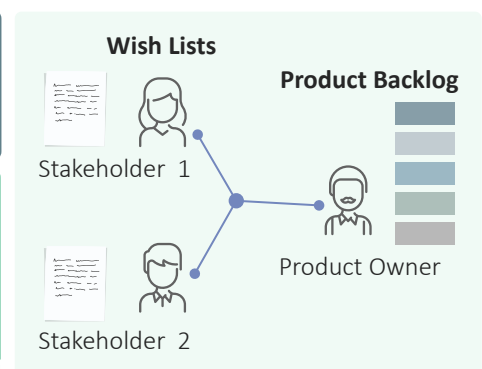 Wish Lists
Product Backlog
Stakeholder 1
Product Owner
Stakeholder 2